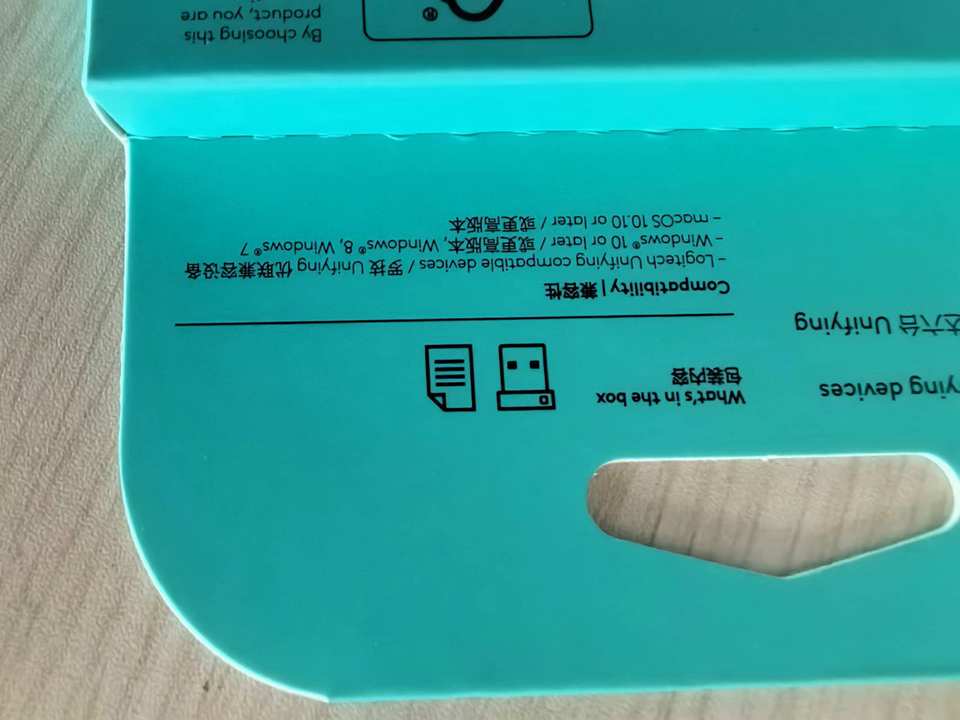 ying devices
达六台 Unifying
What's in the box
包装内容
Compatibility | 兼容性
– Logitech Unifying compatible devices / 罗技 Unifying 优联兼容设备
– Windows® 10 or later / 或更高版本, Windows® 8, Windows® 7
– macOS 10.10 or later / 或更高版本
®
By choosing this
product, you are